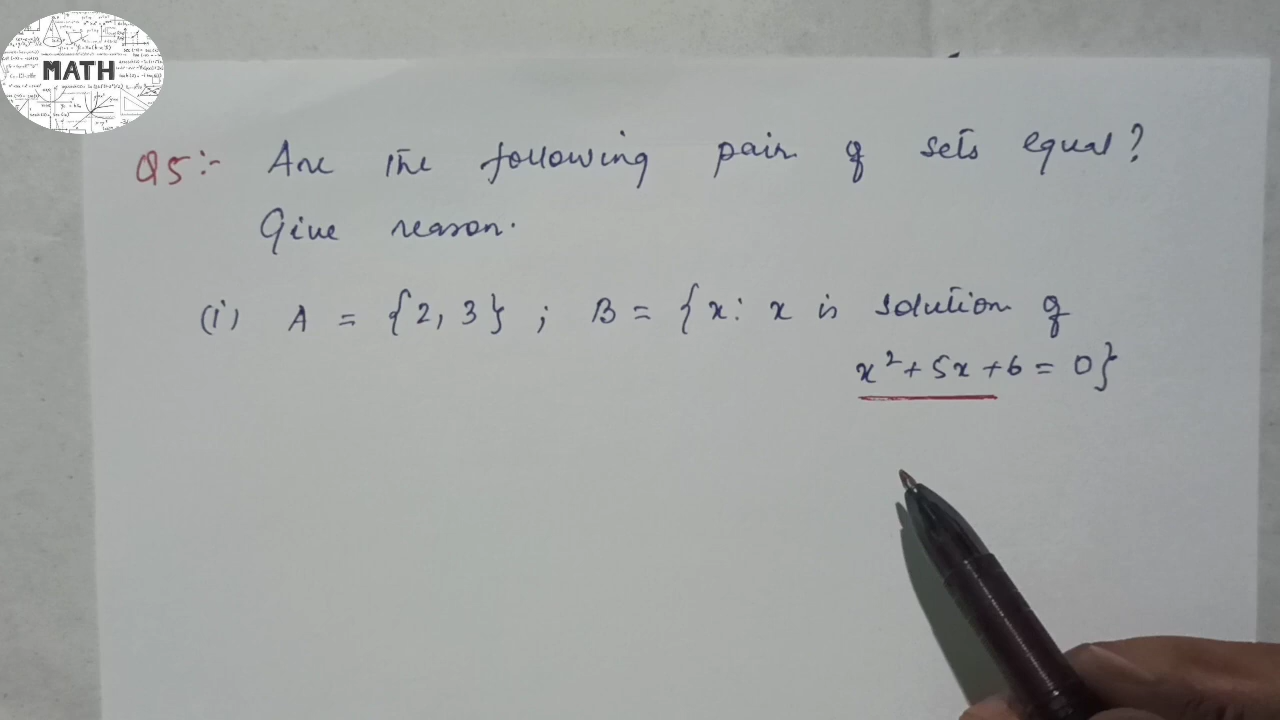 MATH
Q5:- Are the following pair of sets equal?
Give reason.
(i) A = {2, 3} ; B = {x: x is solution of
x²+5x+6 = 0}